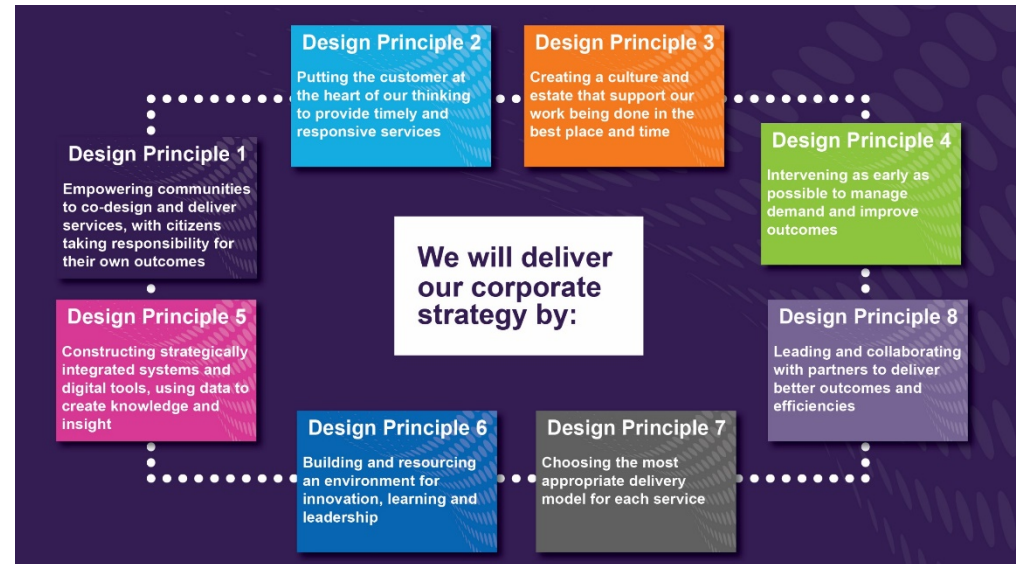 Design Principle 1
Empowering communities
to co-design and deliver
services, with citizens
taking responsibility for
their own outcomes
Design Principle 2
Putting the customer at
the heart of our thinking
to provide timely and
responsive services
Design Principle 3
Creating a culture and
estate that support our
work being done in the
best place and time
Design Principle 4
Intervening as early as
possible to manage
demand and improve
outcomes
We will deliver
our corporate
strategy by:
Design Principle 5
Constructing strategically
integrated systems and
digital tools, using data to
create knowledge and
insight
Design Principle 6
Building and resourcing
an environment for
innovation, learning and
leadership
Design Principle 7
Choosing the most
appropriate delivery
model for each service
Design Principle 8
Leading and collaborating
with partners to deliver
better outcomes and
efficiencies